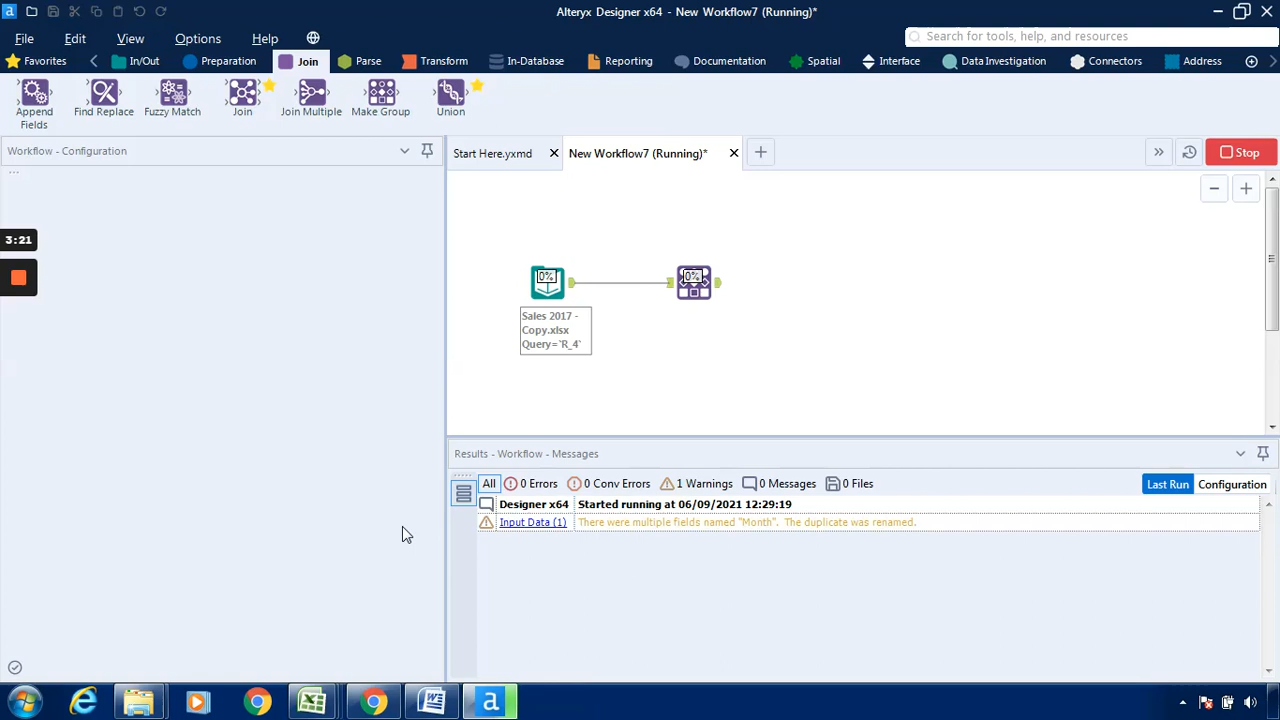 a
Alteryx Designer x64 - New Workflow7 (Running)*
File Edit View Options Help
Search for tools, help, and resources
Favorites In/Out Preparation Join Parse Transform In-Database Reporting Documentation Spatial Interface Data Investigation Connectors Address
Append Fields
Find Replace
Fuzzy Match
Join
Join Multiple
Make Group
Union
Workflow - Configuration
Start Here.yxmd
New Workflow7 (Running)*
Stop
...
3:21
0%
0%
Sales 2017 -
Copy.xlsx
Query=`R_4`
Results - Workflow - Messages
All 0 Errors 0 Conv Errors 1 Warnings 0 Messages 0 Files Last Run Configuration
Designer x64 Started running at 06/09/2021 12:29:19
Input Data (1) There were multiple fields named "Month". The duplicate was renamed.
a